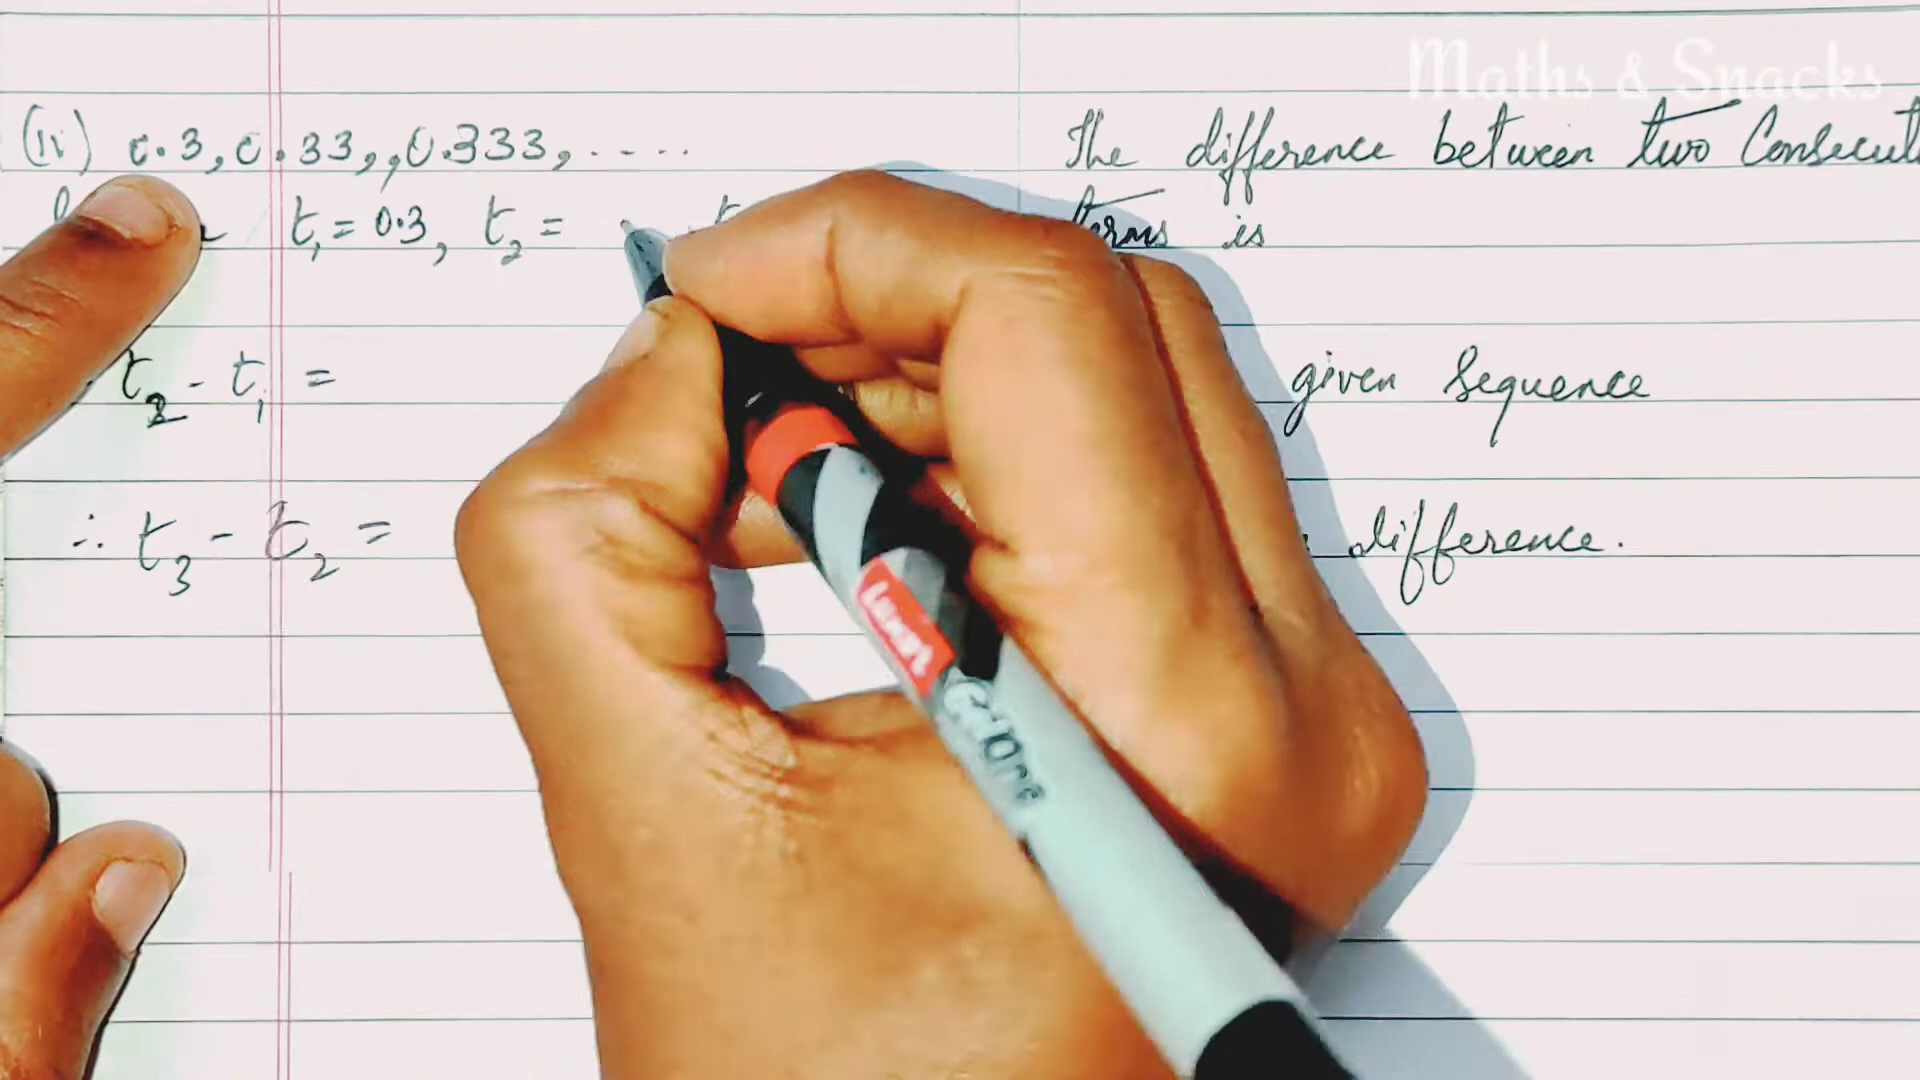 Maths & Snacks
(iv) 0.3, 0.33,, 0.333, .....
t₁ = 0.3, t₂ =
t₂ - t₁ =
∴ t₃ - t₂ =
The difference between two Consecut
terms is
given sequence
difference.
Luxor